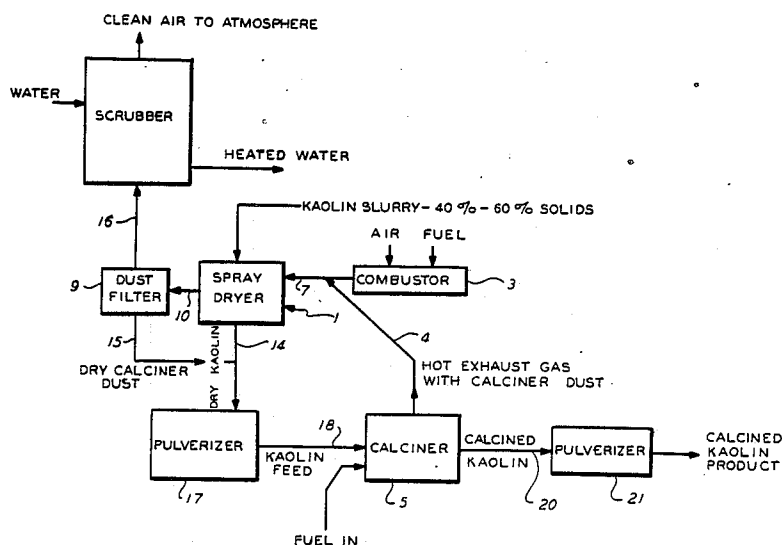 CLEAN AIR TO ATMOSPHERE
WATER
SCRUBBER
HEATED WATER
16
KAOLIN SLURRY-40%-60% SOLIDS
AIR FUEL
9
DUST
FILTER
10
SPRAY
DRYER
7
COMBUSTOR
3
1
15
14
4
DRY CALCINER
DUST
DRY KAOLIN
HOT EXHAUST GAS
WITH CALCINER DUST
PULVERIZER
17
18
KAOLIN
FEED
CALCINER
5
CALCINED
KAOLIN
20
PULVERIZER
21
CALCINED
KAOLIN
PRODUCT
FUEL IN